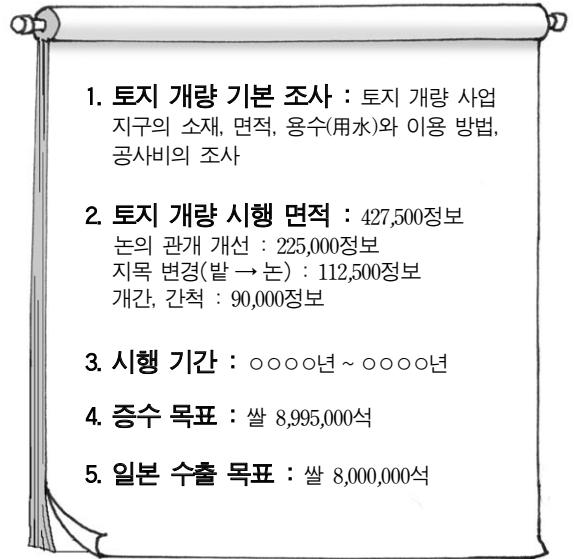 1. 토지 개량 기본 조사 : 토지 개량 사업
지구의 소재, 면적, 용수(用水)와 이용 방법,
공사비의 조사
2. 토지 개량 시행 면적 : 427,500정보
논의 관개 개선 : 225,000정보
지목 변경(밭 → 논) : 112,500정보
개간, 간척 : 90,000정보
3. 시행 기간 : ○○○○년 ~ ○○○○년
4. 증수 목표 : 쌀 8,995,000석
5. 일본 수출 목표 : 쌀 8,000,000석